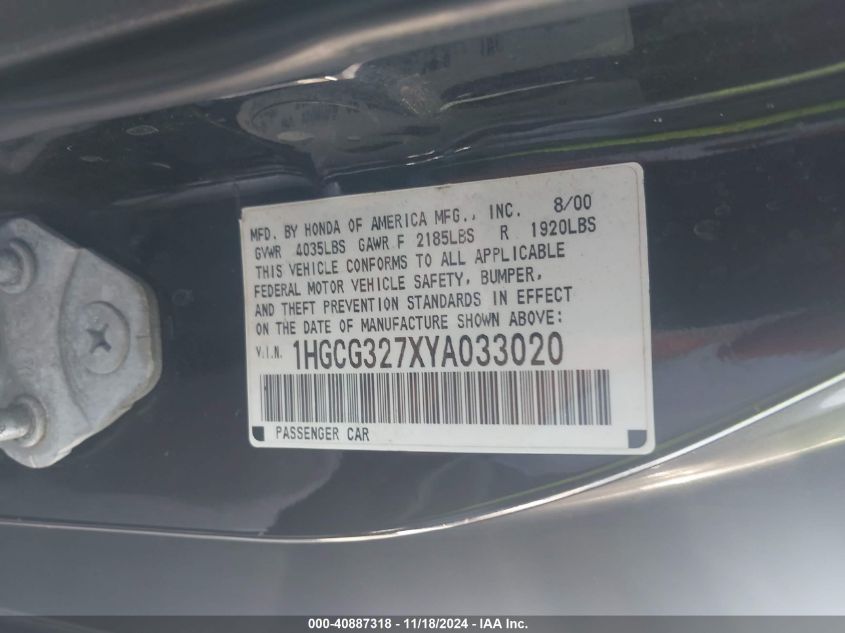 MFD. BY HONDA OF AMERICA MFG., INC. 8/00
GVWR 4035LBS GAWR F 2185LBS R 1920LBS
THIS VEHICLE CONFORMS TO ALL APPLICABLE
FEDERAL MOTOR VEHICLE SAFETY, BUMPER,
AND THEFT PREVENTION STANDARDS IN EFFECT
ON THE DATE OF MANUFACTURE SHOWN ABOVE:
V.I.N. 1HGCG327XYA033020
PASSENGER CAR
000-40887318 - 11/18/2024 - IAA Inc.